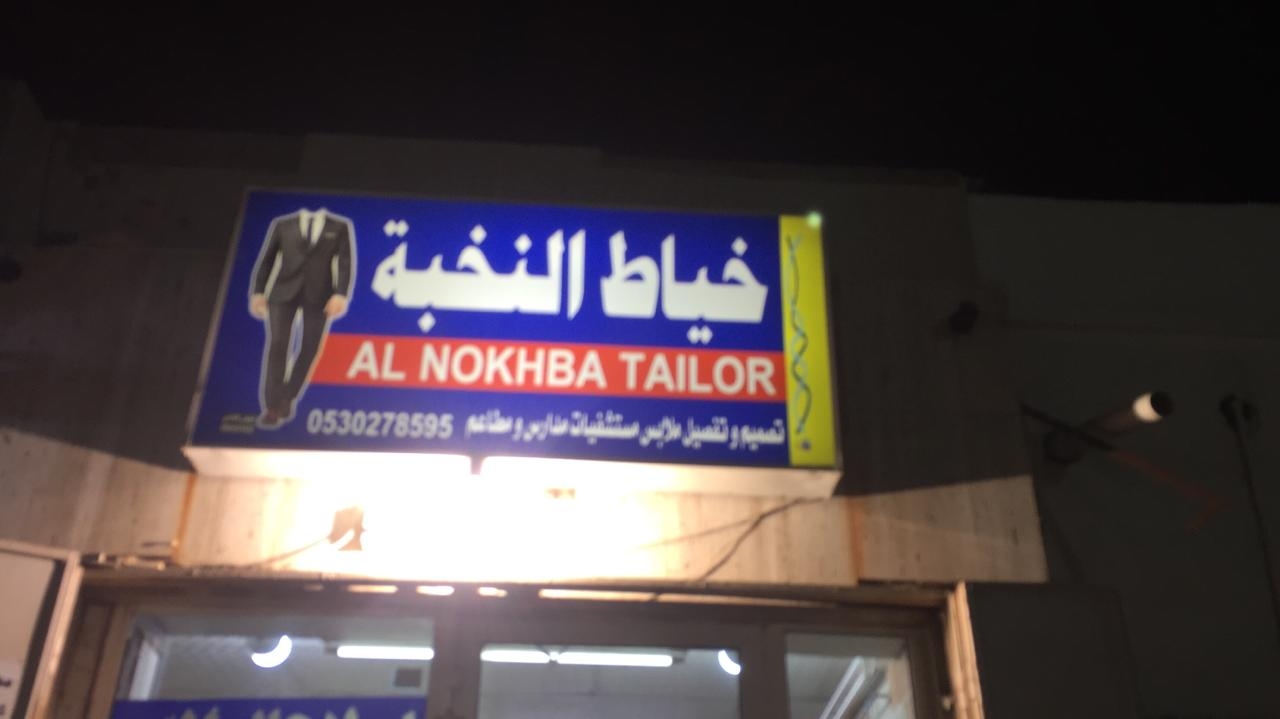 خياط النخبة
AL NOKHBA TAILOR
تصميم و تفصيل ملابس مستشفيات مدارس و مطاعم 0530278595